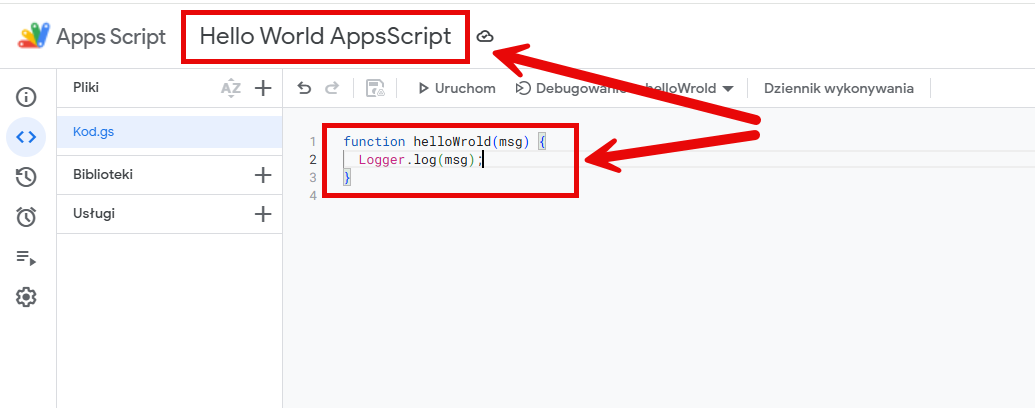 Apps Script
Hello World AppsScript
Pliki
AZ
Uruchom
Debugowanie
helloWrold
Dziennik wykonywania
Kod.gs
Biblioteki
Usługi
1 function helloWrold(msg) {
2 Logger.log(msg);
3 }
4